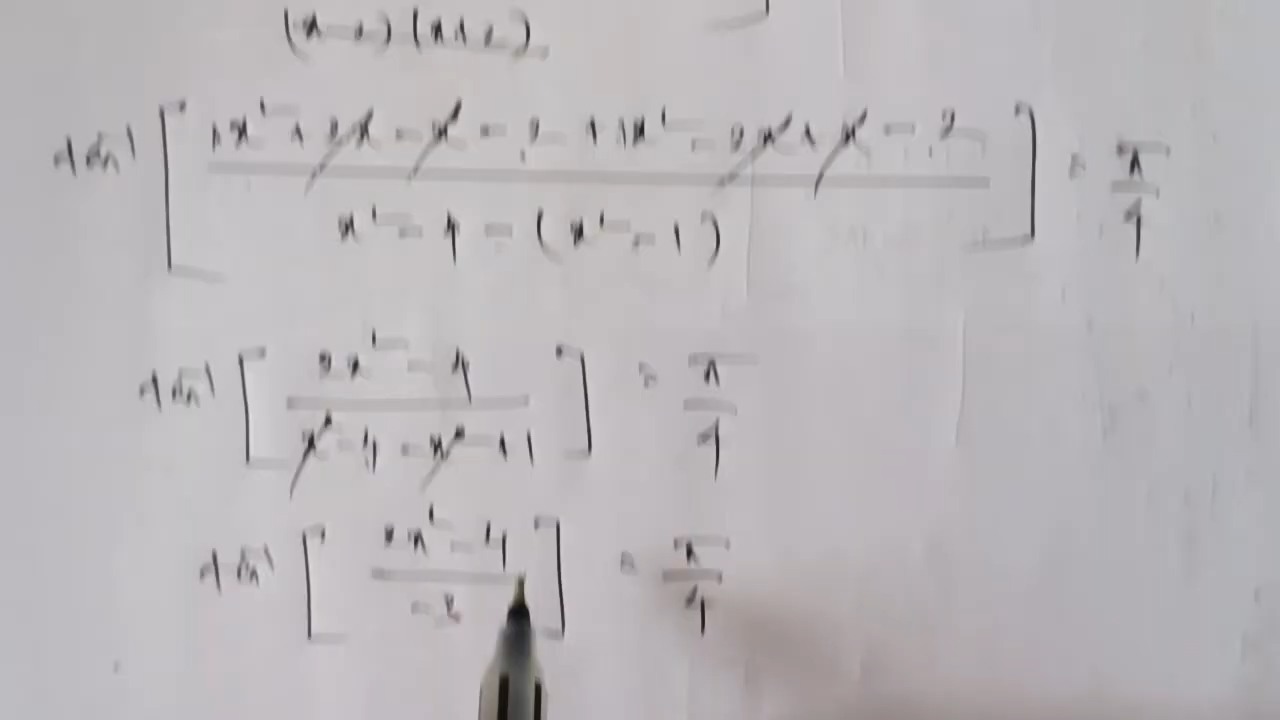 (x-2)(x+2)
tan⁻¹ [ (x² + 2x - x - 2 + x² - 2x + x - 2) / (x² - 4 - (x² - 1)) ] = π/4
tan⁻¹ [ (2x² - 4) / (x² - 4 - x² + 1) ] = π/4
tan⁻¹ [ (2x² - 4) / -3 ] = π/4